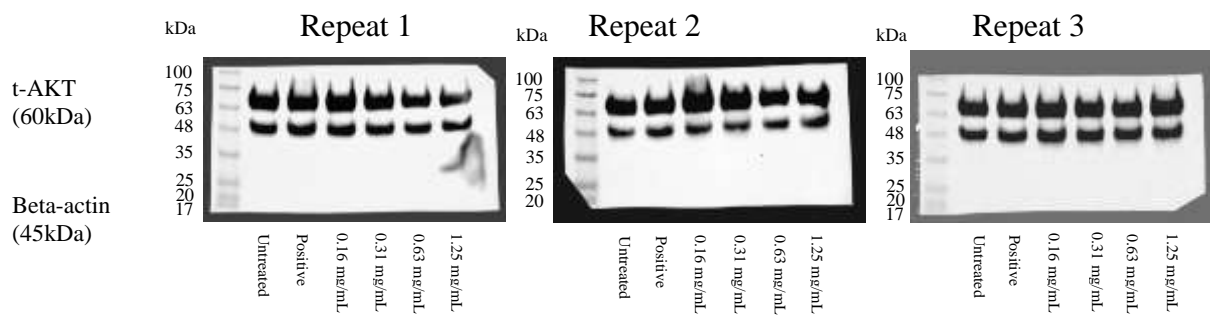 Repeat 1
Repeat 2
Repeat 3
t-AKT
(60kDa)
Beta-actin
(45kDa)
kDa
100
75
63
48
35
25
20
17
Untreated
Positive
0.16 mg/mL
0.31 mg/mL
0.63 mg/mL
1.25 mg/mL
kDa
100
75
63
48
35
25
20
Untreated
Positive
0.16 mg/mL
0.31 mg/mL
0.63 mg/mL
1.25 mg/mL
kDa
100
75
63
48
35
25
20
17
Untreated
Positive
0.16 mg/mL
0.31 mg/mL
0.63 mg/mL
1.25 mg/mL